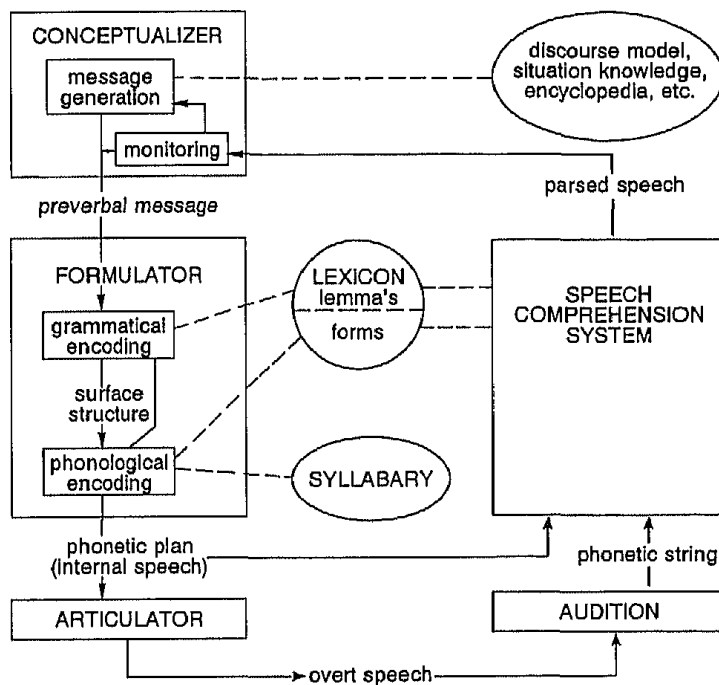 CONCEPTUALIZER
message
generation
monitoring
discourse model,
situation knowledge,
encyclopedia, etc.
parsed speech
preverbal message
FORMULATOR
grammatical
encoding
surface
structure
phonological
encoding
LEXICON
lemma's
forms
SYLLABARY
SPEECH
COMPREHENSION
SYSTEM
phonetic plan
(internal speech)
phonetic string
ARTICULATOR
AUDITION
overt speech